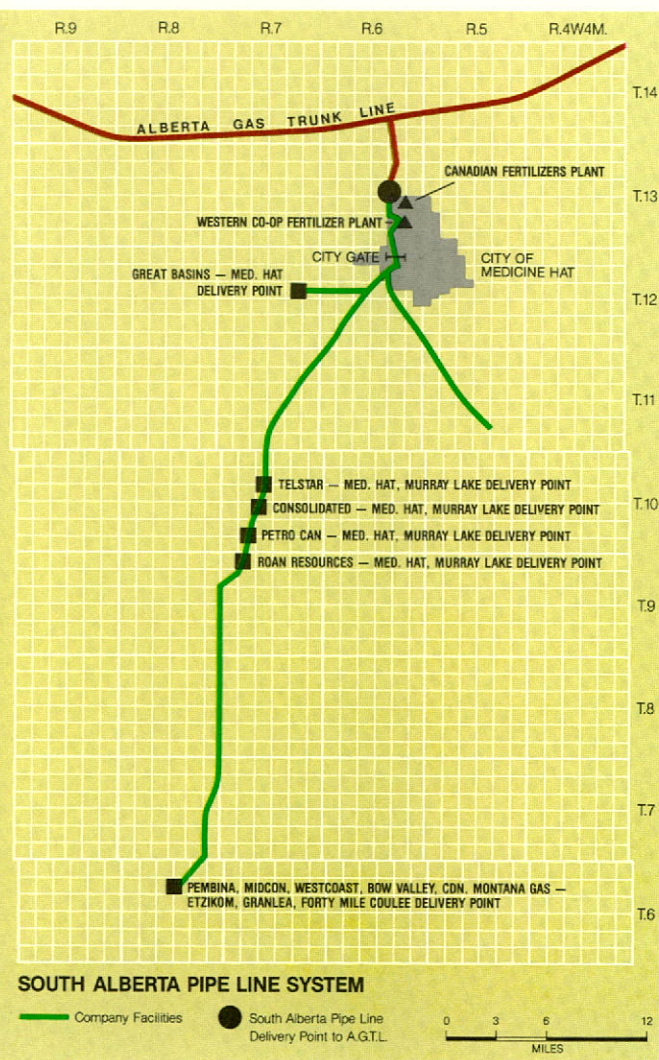 R.9 R.8 R.7 R.6 R.5 R.4W4M.
T.14
ALBERTA GAS TRUNK LINE
CANADIAN FERTILIZERS PLANT
T.13
WESTERN CO-OP FERTILIZER PLANT
CITY GATE
CITY OF
MEDICINE HAT
GREAT BASINS — MED. HAT
DELIVERY POINT
T.12
T.11
TELSTAR — MED. HAT, MURRAY LAKE DELIVERY POINT
T.10
CONSOLIDATED — MED. HAT, MURRAY LAKE DELIVERY POINT
PETRO CAN — MED. HAT, MURRAY LAKE DELIVERY POINT
ROAN RESOURCES — MED. HAT, MURRAY LAKE DELIVERY POINT
T.9
T.8
T.7
PEMBINA, MIDCON, WESTCOAST, BOW VALLEY, CDN. MONTANA GAS —
ETZIKOM, GRANLEA, FORTY MILE COULEE DELIVERY POINT
T.6
SOUTH ALBERTA PIPE LINE SYSTEM
Company Facilities
South Alberta Pipe Line
Delivery Point to A.G.T.L.
0 3 6 12
MILES